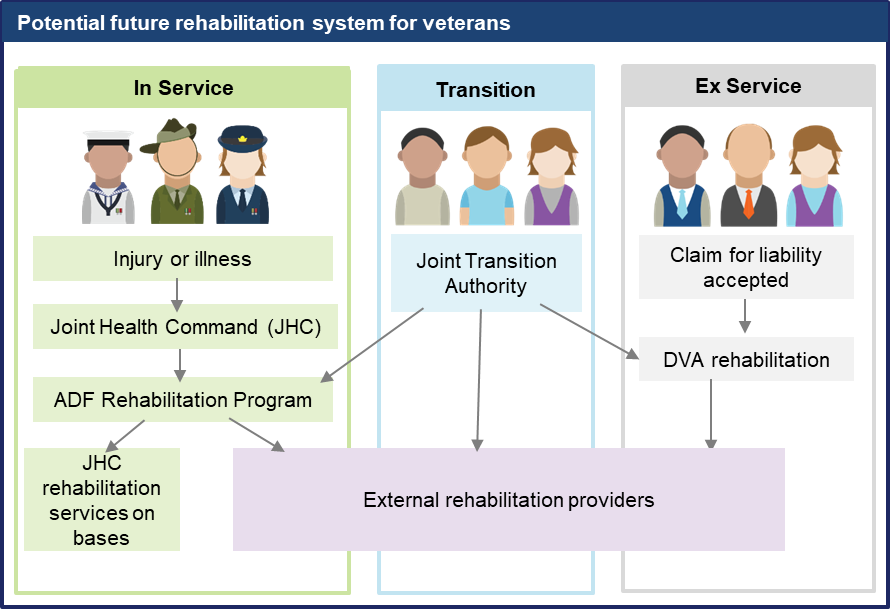 Potential future rehabilitation system for veterans
In Service
Injury or illness
Joint Health Command (JHC)
ADF Rehabilitation Program
JHC
rehabilitation
services on
bases
Transition
Joint Transition
Authority
Ex Service
Claim for liability
accepted
DVA rehabilitation
External rehabilitation providers